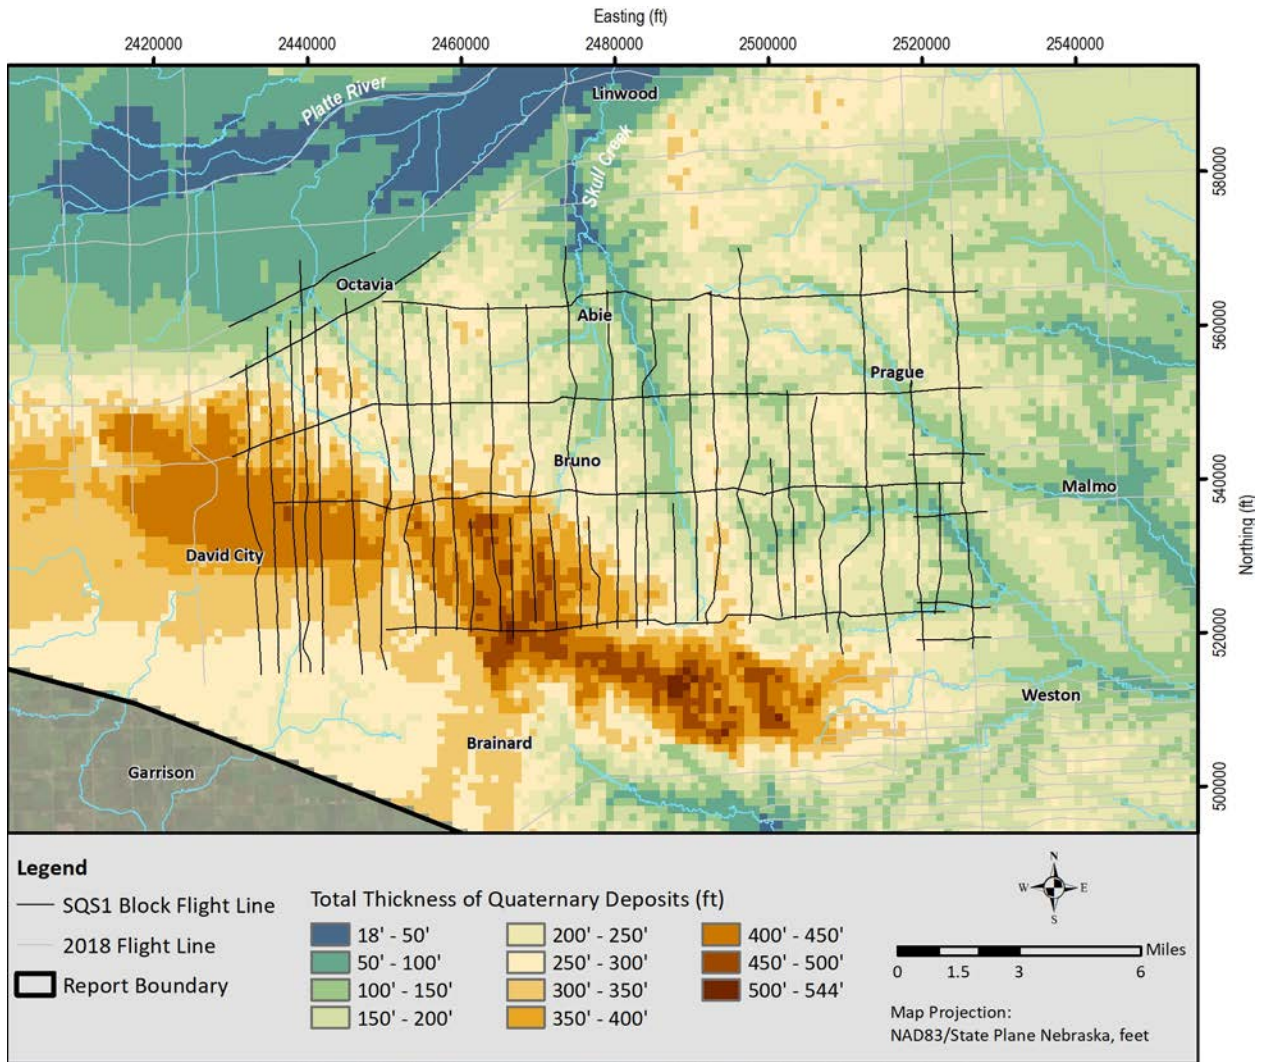 Easting (ft)
2420000 2440000 2460000 2480000 2500000 2520000 2540000
Platte River
Linwood
Skull Creek
580000
Octavia
Abie
560000
Prague
Bruno
Malmo
540000
Northing (ft)
David City
520000
Weston
Brainard
Garrison
500000
Legend
SQS1 Block Flight Line
2018 Flight Line
Report Boundary
Total Thickness of Quaternary Deposits (ft)
18' - 50' 200' - 250' 400' - 450'
50' - 100' 250' - 300' 450' - 500'
100' - 150' 300' - 350' 500' - 544'
150' - 200' 350' - 400'
N
W E
S
Miles
0 1.5 3 6
Map Projection:
NAD83/State Plane Nebraska, feet